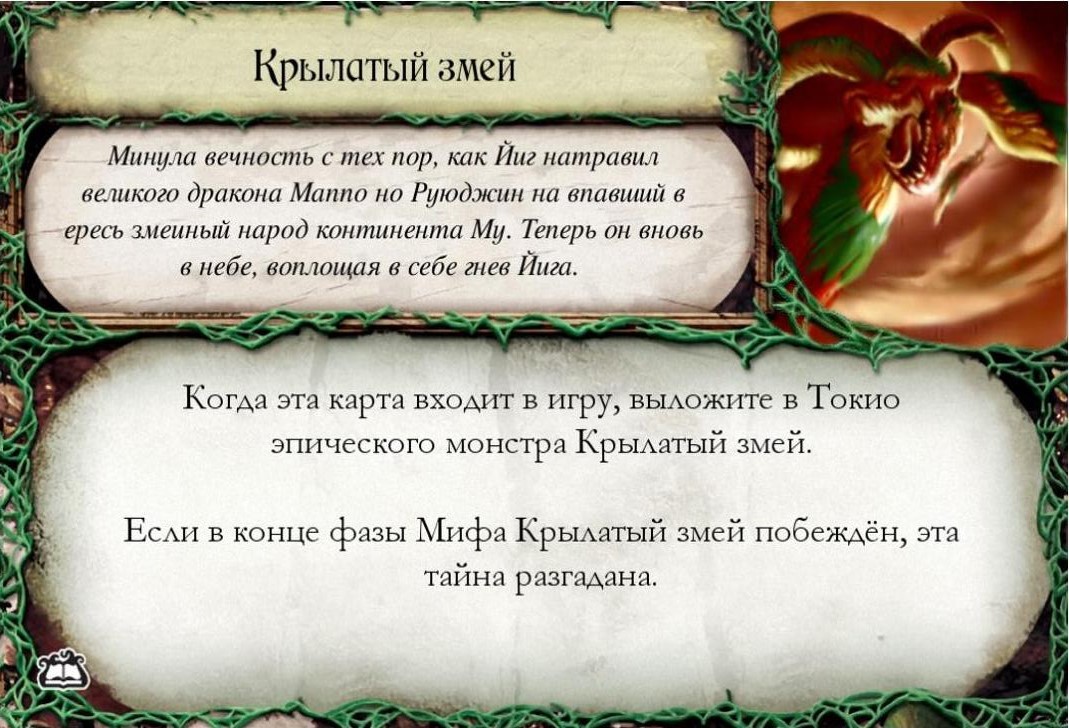 Крылатый змей
Минула вечность с тех пор, как Йиг натравил
великого дракона Маппо но Руюджин на впавший в
ересь змеиный народ континента Му. Теперь он вновь
в небе, воплощая в себе гнев Йига.
Когда эта карта входит в игру, выложите в Токио
эпического монстра Крылатый змей.
Если в конце фазы Мифа Крылатый змей побеждён, эта
тайна разгадана.